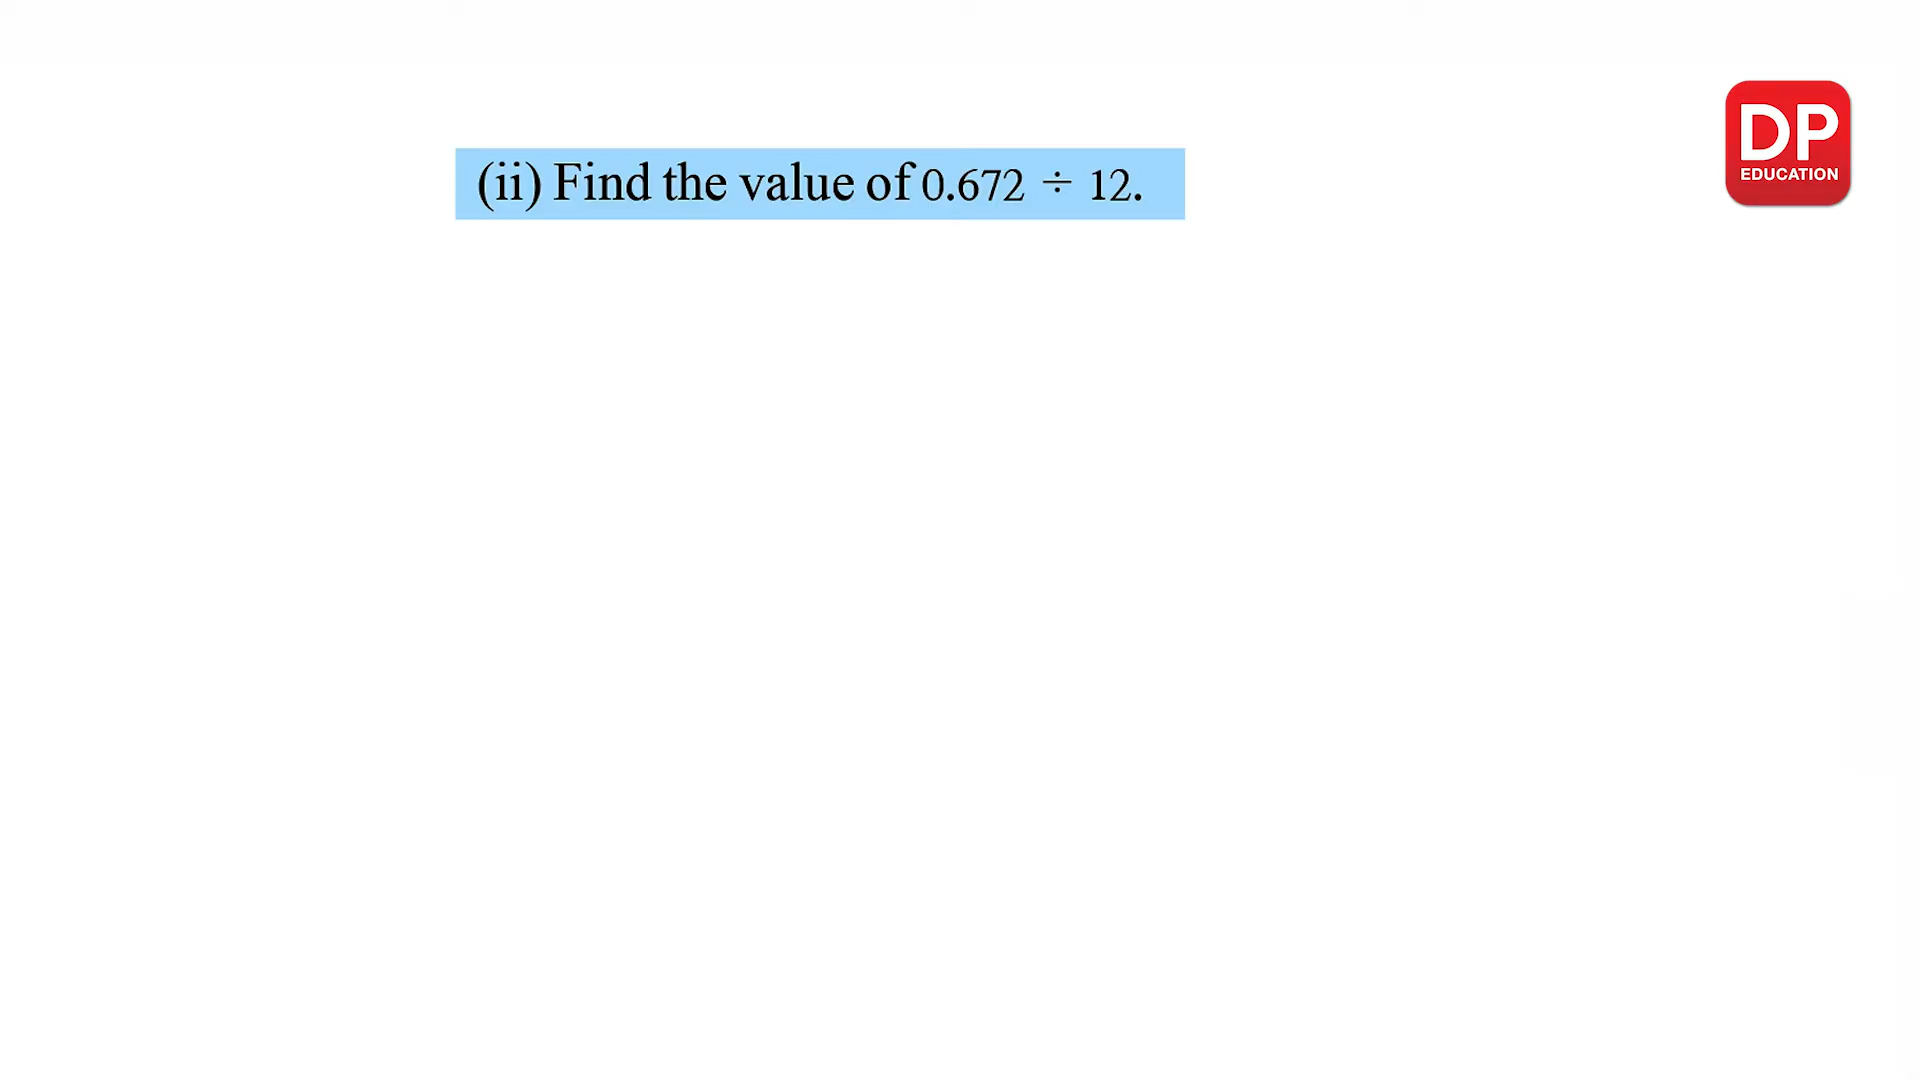 DP
EDUCATION
(ii) Find the value of 0.672 ÷ 12.